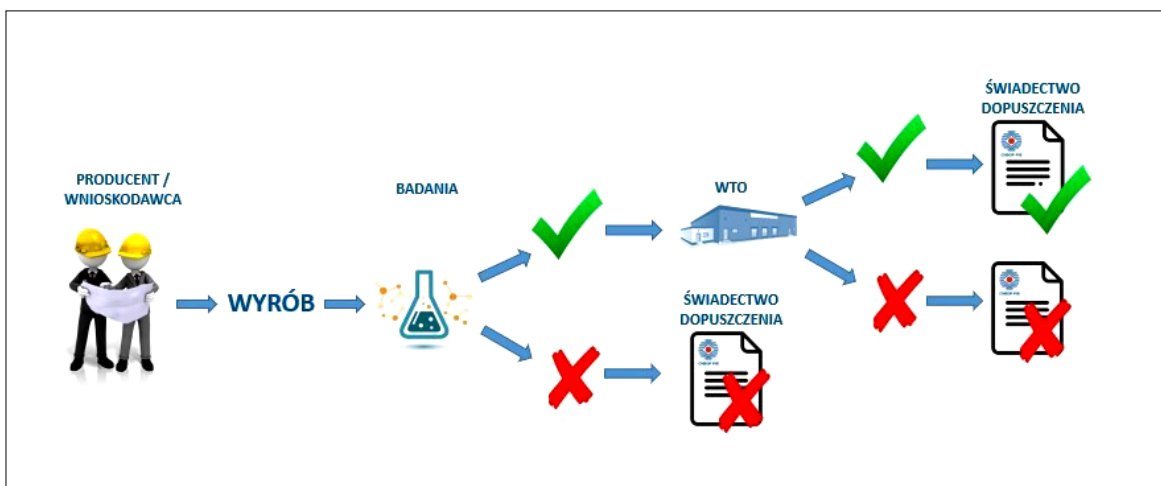 PRODUCENT /
WNIOSKODAWCA
WYRÓB
BADANIA
WTO
ŚWIADECTWO
DOPUSZCZENIA
ŚWIADECTWO
DOPUSZCZENIA